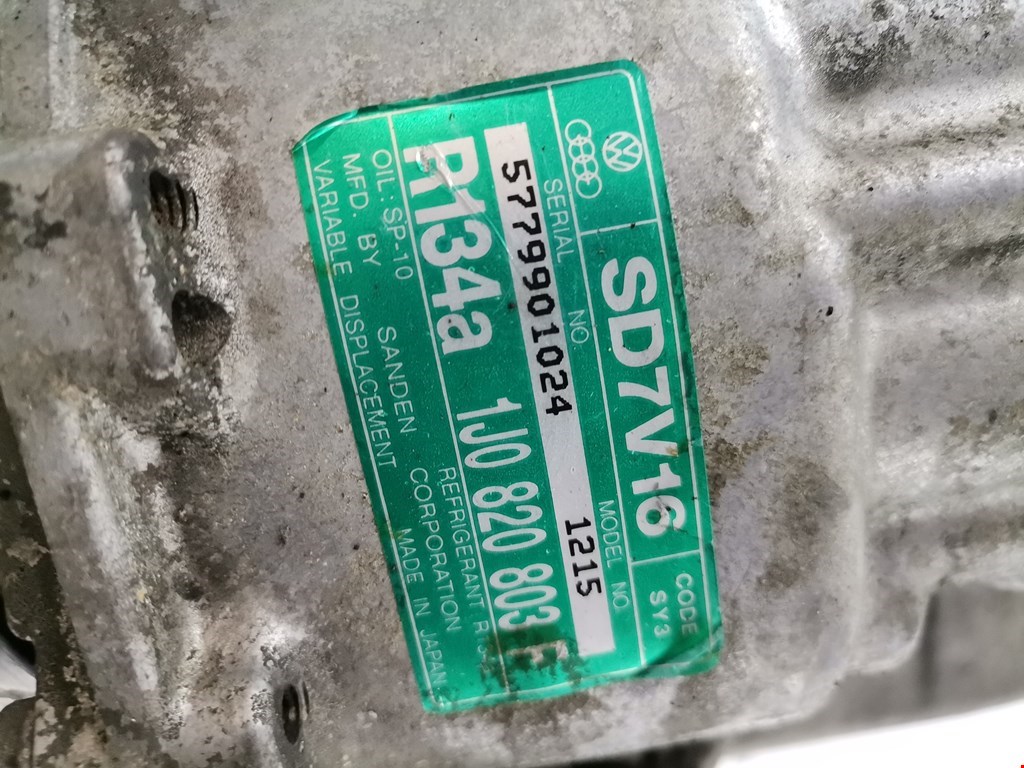 SD7V16
CODE
SY3
SERIAL NO.
MODEL NO.
5779901024 1215
R134a 1J0 820 803 F
REFRIGERANT
OIL: SP-10
MFD. BY SANDEN CORPORATION MADE IN JAPAN
VARIABLE DISPLACEMENT